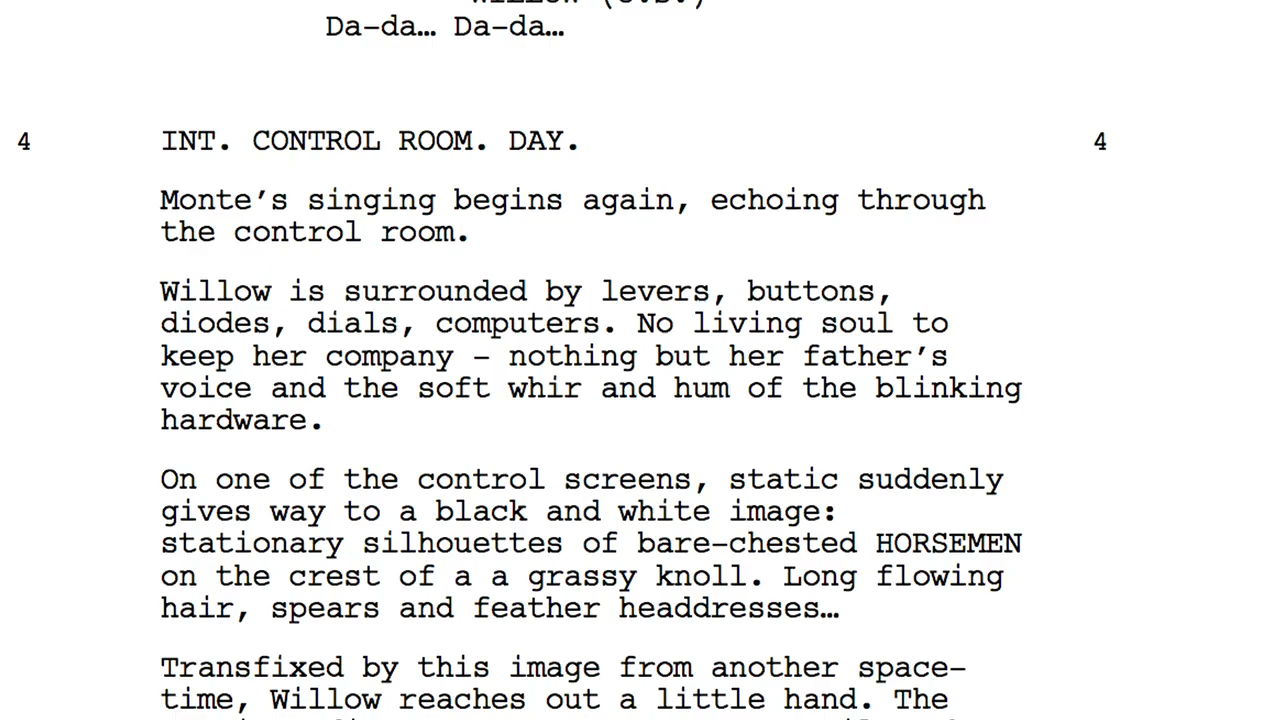 WILLOW (O.S.)
Da-da… Da-da…
4 INT. CONTROL ROOM. DAY. 4
Monte's singing begins again, echoing through
the control room.
Willow is surrounded by levers, buttons,
diodes, dials, computers. No living soul to
keep her company – nothing but her father's
voice and the soft whir and hum of the blinking
hardware.
On one of the control screens, static suddenly
gives way to a black and white image:
stationary silhouettes of bare-chested HORSEMEN
on the crest of a a grassy knoll. Long flowing
hair, spears and feather headdresses…
Transfixed by this image from another space-
time, Willow reaches out a little hand. The